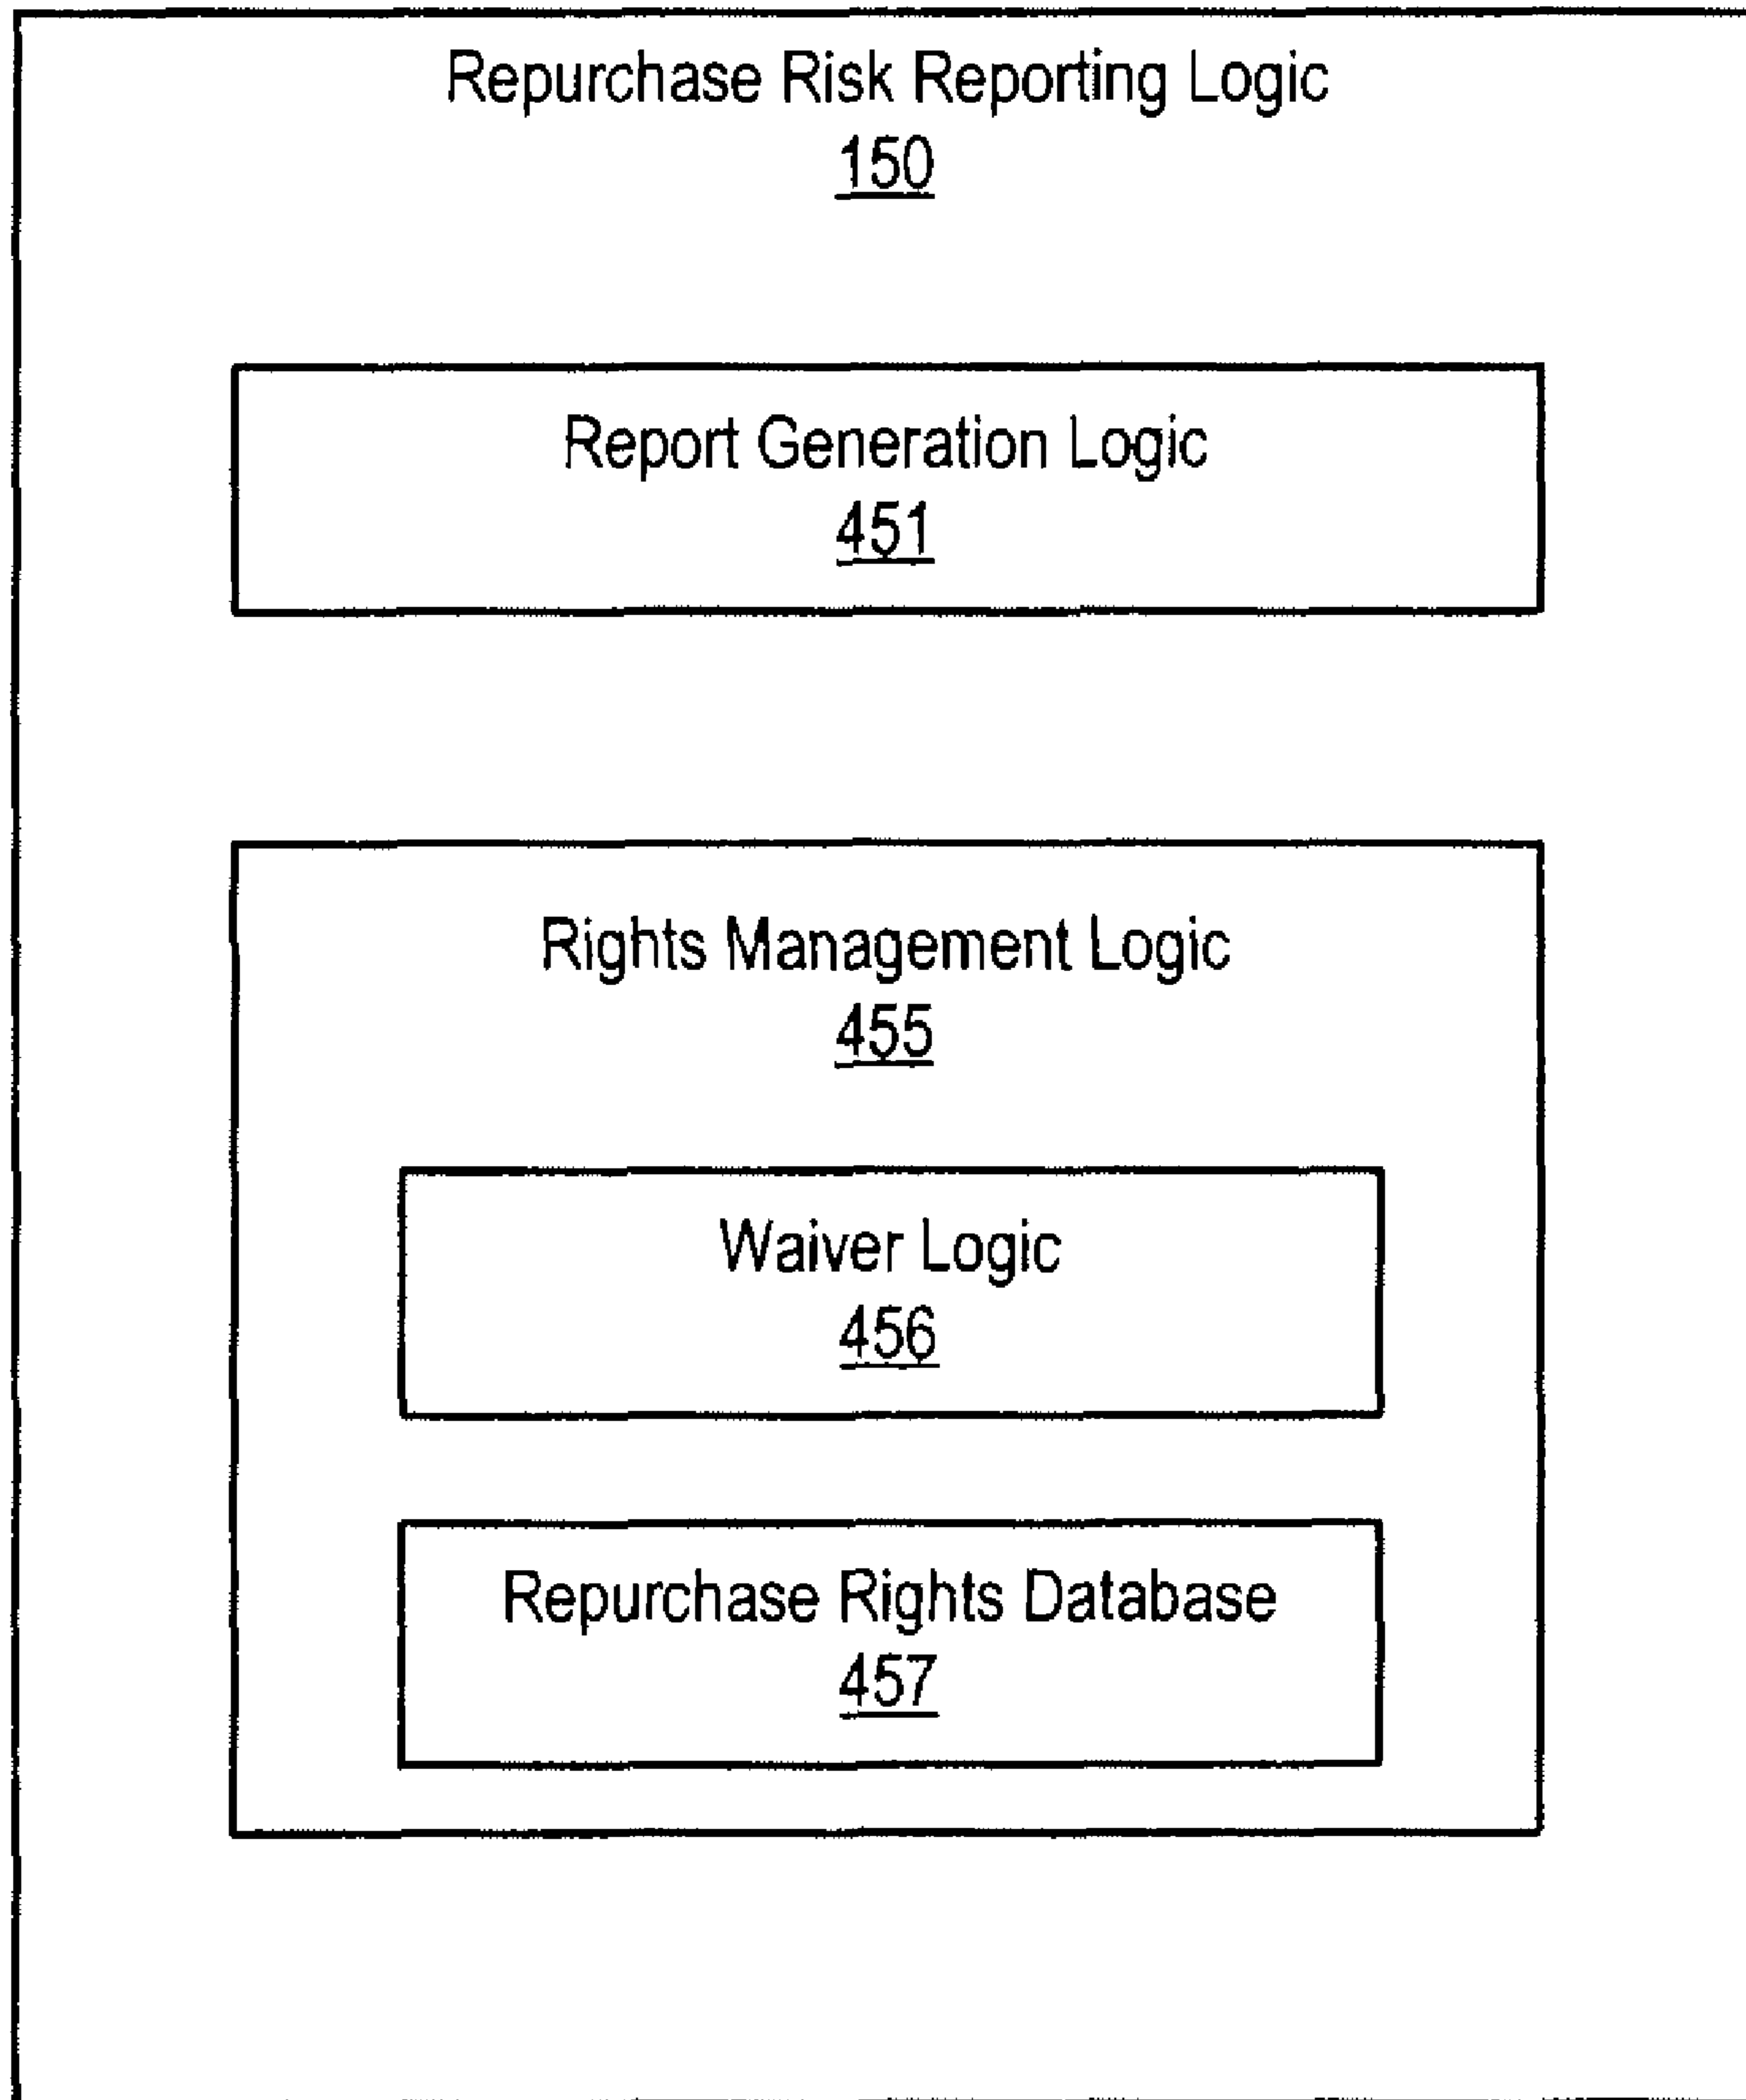 Repurchase Risk Reporting Logic
150
Report Generation Logic
451
Rights Management Logic
455
Waiver Logic
456
Repurchase Rights Database
457